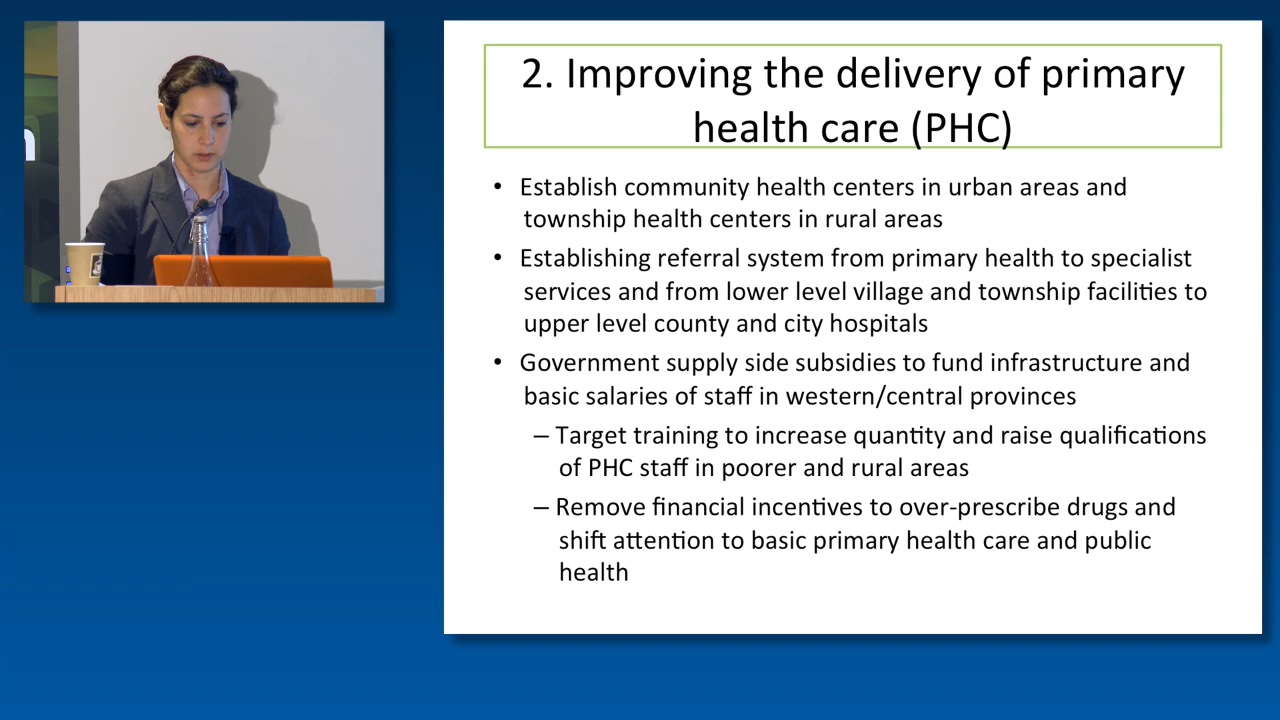 2. Improving the delivery of primary
health care (PHC)
• Establish community health centers in urban areas and
township health centers in rural areas
• Establishing referral system from primary health to specialist
services and from lower level village and township facilities to
upper level county and city hospitals
• Government supply side subsidies to fund infrastructure and
basic salaries of staff in western/central provinces
– Target training to increase quantity and raise qualifications
of PHC staff in poorer and rural areas
– Remove financial incentives to over-prescribe drugs and
shift attention to basic primary health care and public
health